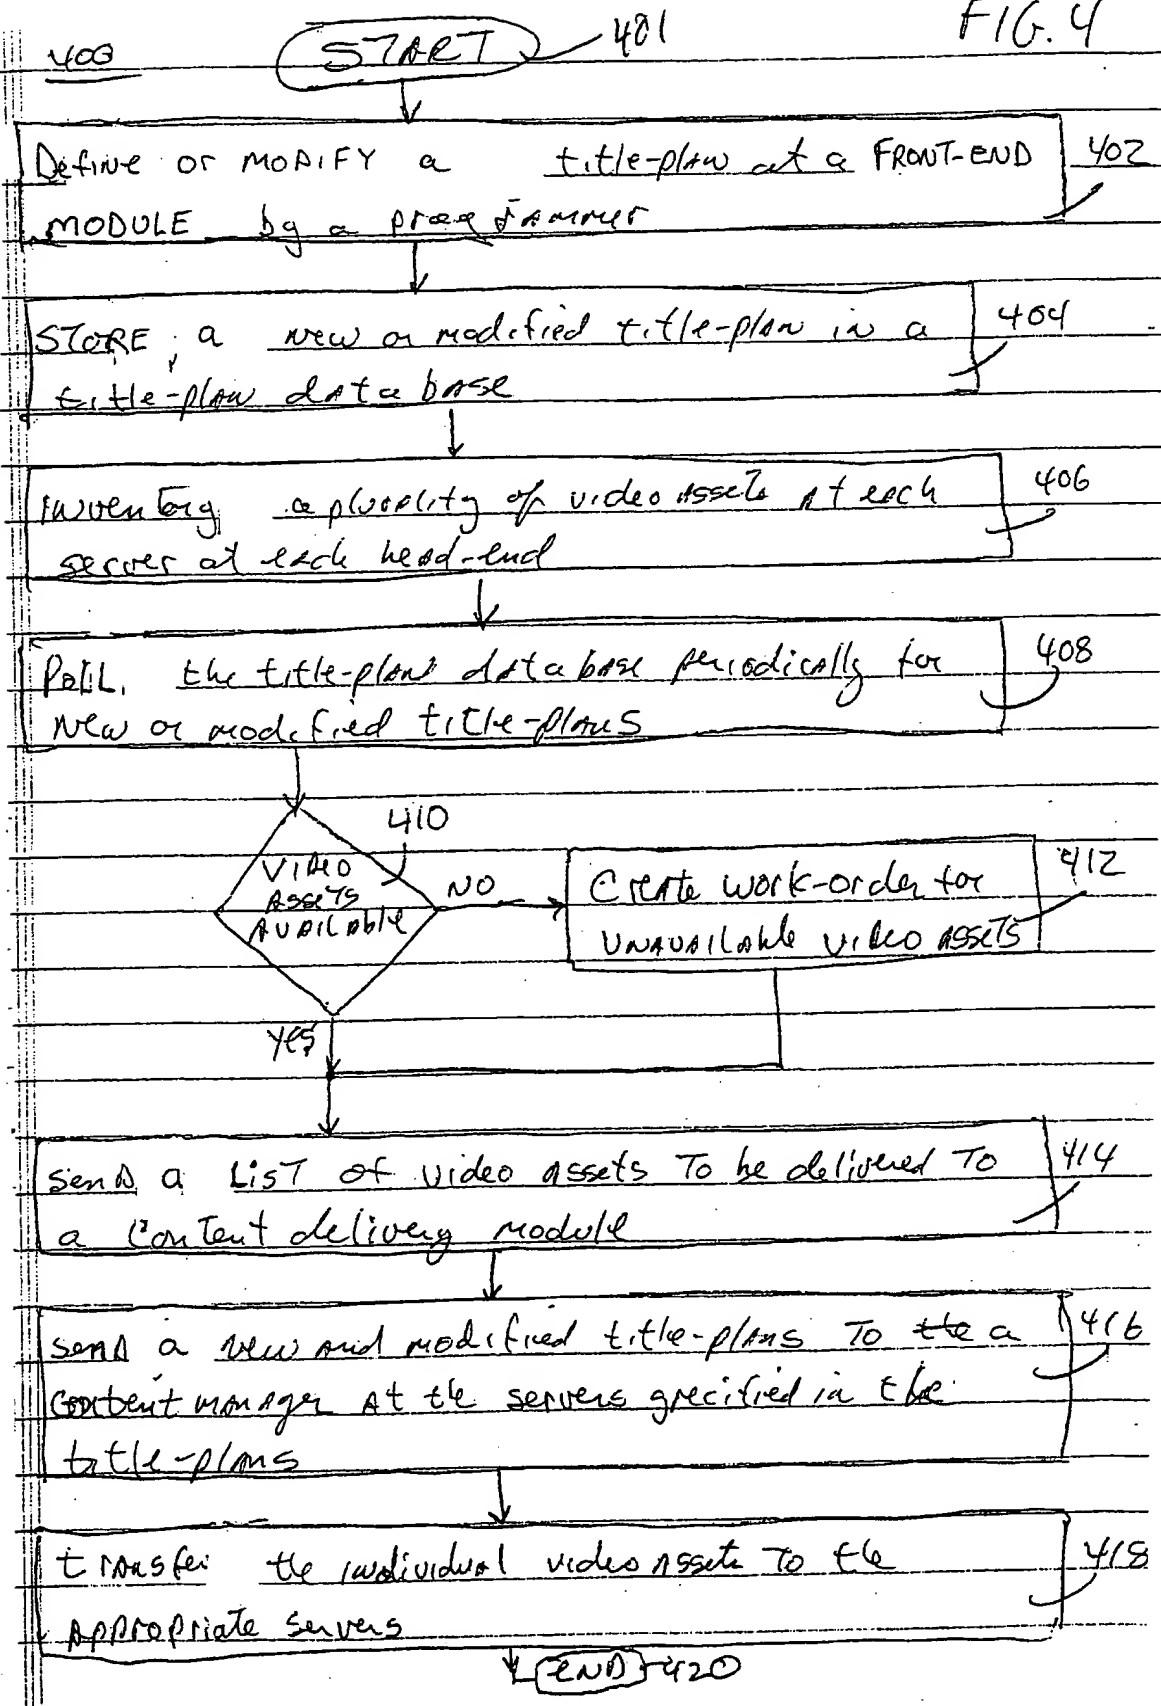 FIG. 4
400
START 401
Define or MODIFY a title-plan at a FRONT-END 402
MODULE by a programmer
STORE, a new or modified title-plan in a 404
title-plan database
inventory a plurality of video assets at each 406
server at each head-end
Poll the title-plans database periodically for 408
New or modified title-plans
410
VIDEO
Assets
AVAILable
NO
Create work-order for 412
UNAVAILable video assets
Yes
send a LIST of video assets To be delivered To 414
a Content delivery module
send a new and modified title-plans To the a 416
content manager At the servers specified in the
title-plans
transfer the individual video Assets To the 418
Appropriate servers
END 420